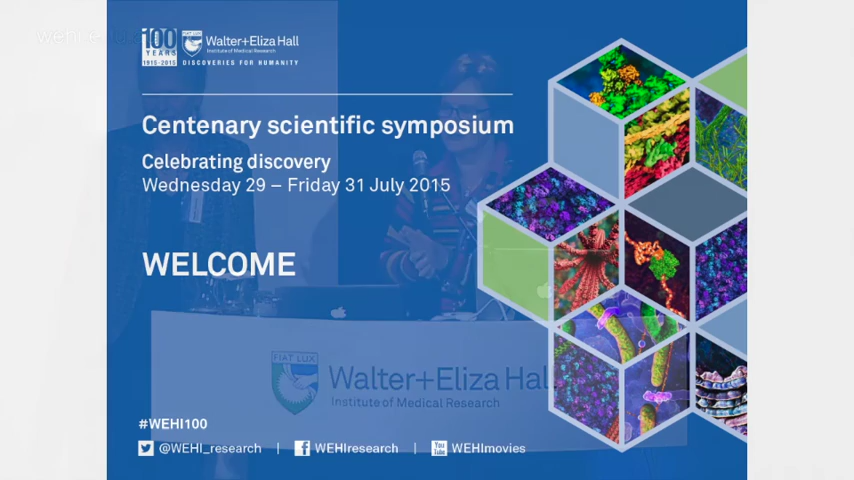 100
YEARS
1915-2015
Walter+Eliza Hall
Institute of Medical Research
DISCOVERIES FOR HUMANITY
Centenary scientific symposium
Celebrating discovery
Wednesday 29 – Friday 31 July 2015
WELCOME
FIAT LUX
Walter+Eliza Hall
Institute of Medical Research
#WEHI100
@WEHI_research | WEHIresearch | You Tube WEHImovies